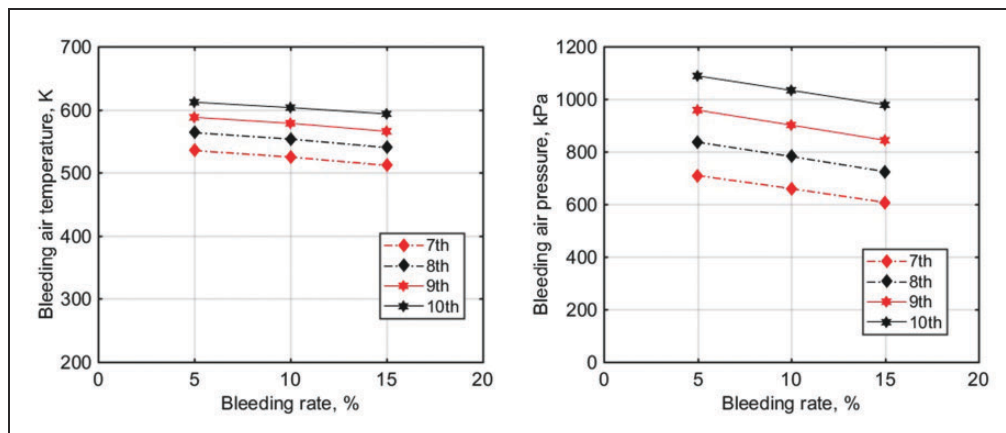 700
600
500
400
300
200
0
5
10
15
20
Bleeding air temperature, K
Bleeding rate, %
7th
8th
9th
10th
1200
1000
800
600
400
200
0
0
5
10
15
20
Bleeding air pressure, kPa
Bleeding rate, %
7th
8th
9th
10th